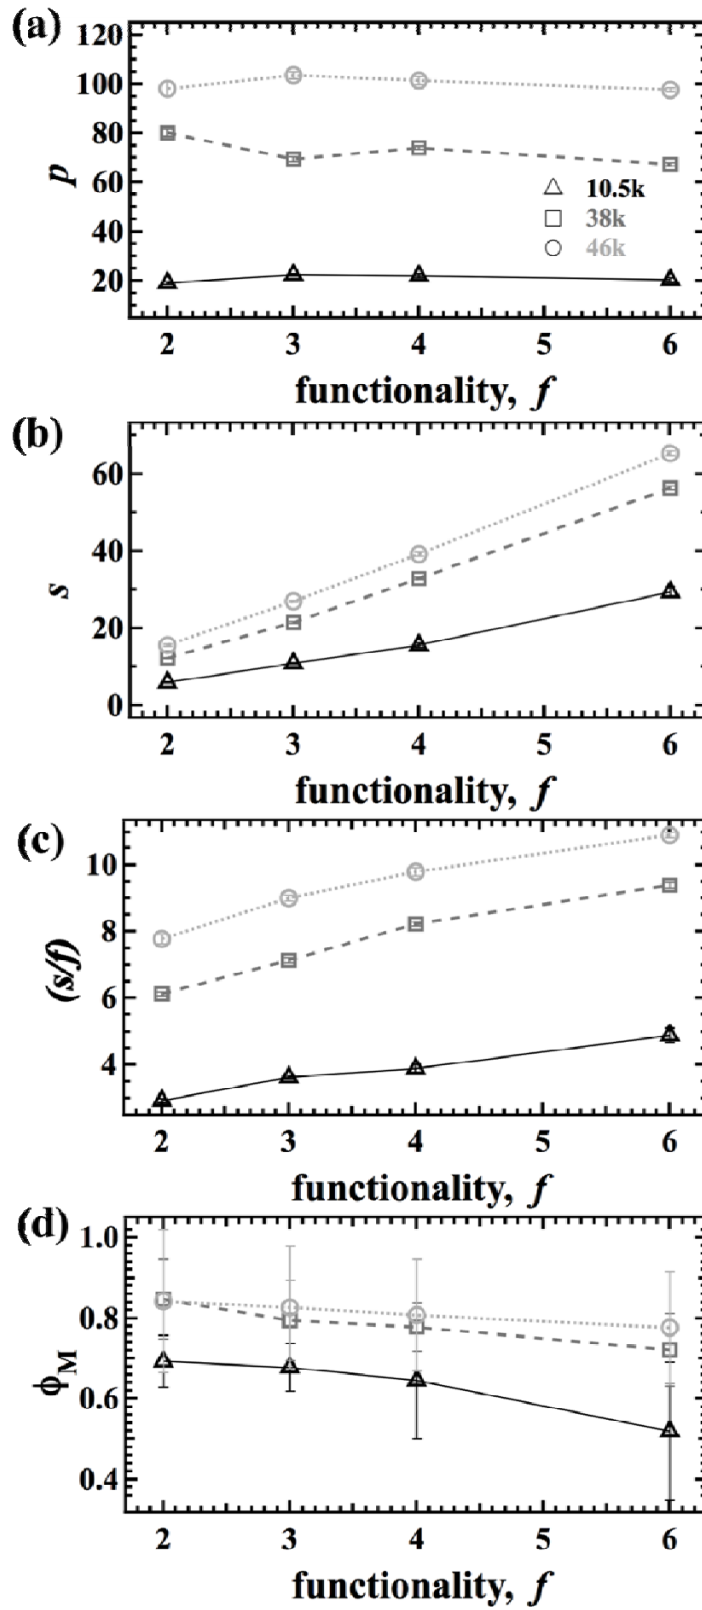 (a)
120
100
80
60
40
20
p
10.5k
38k
46k
2 3 4 5 6
functionality, f
(b)
60
40
20
0
s
2 3 4 5 6
functionality, f
(c)
10
8
6
4
(s/f)
2 3 4 5 6
functionality, f
(d)
1.0
0.8
0.6
0.4
ϕM
2 3 4 5 6
functionality, f